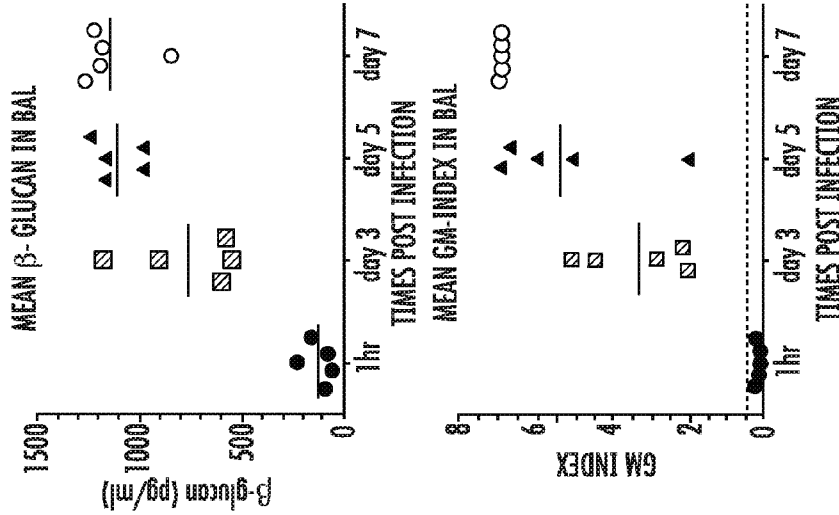 MEAN β- GLUCAN IN BAL
β-glucan (pg/ml)
1500
1000
500
0
1hr
day 3
day 5
day 7
TIMES POST INFECTION
MEAN GM-INDEX IN BAL
GM INDEX
8
6
4
2
0
1hr
day 3
day 5
day 7
TIMES POST INFECTION